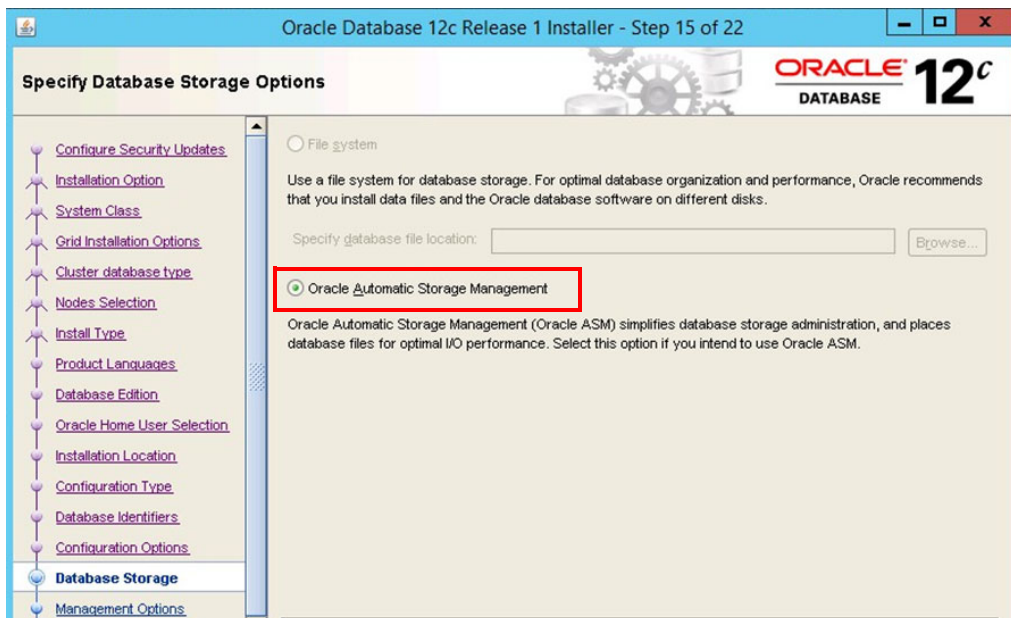 Oracle Database 12c Release 1 Installer - Step 15 of 22
Specify Database Storage Options
ORACLE 12c
DATABASE
Configure Security Updates
Installation Option
System Class
Grid Installation Options
Cluster database type
Nodes Selection
Install Type
Product Languages
Database Edition
Oracle Home User Selection
Installation Location
Configuration Type
Database Identifiers
Configuration Options
Database Storage
Management Options
File system
Use a file system for database storage. For optimal database organization and performance, Oracle recommends
that you install data files and the Oracle database software on different disks.
Specify database file location:
Browse...
Oracle Automatic Storage Management
Oracle Automatic Storage Management (Oracle ASM) simplifies database storage administration, and places
database files for optimal I/O performance. Select this option if you intend to use Oracle ASM.